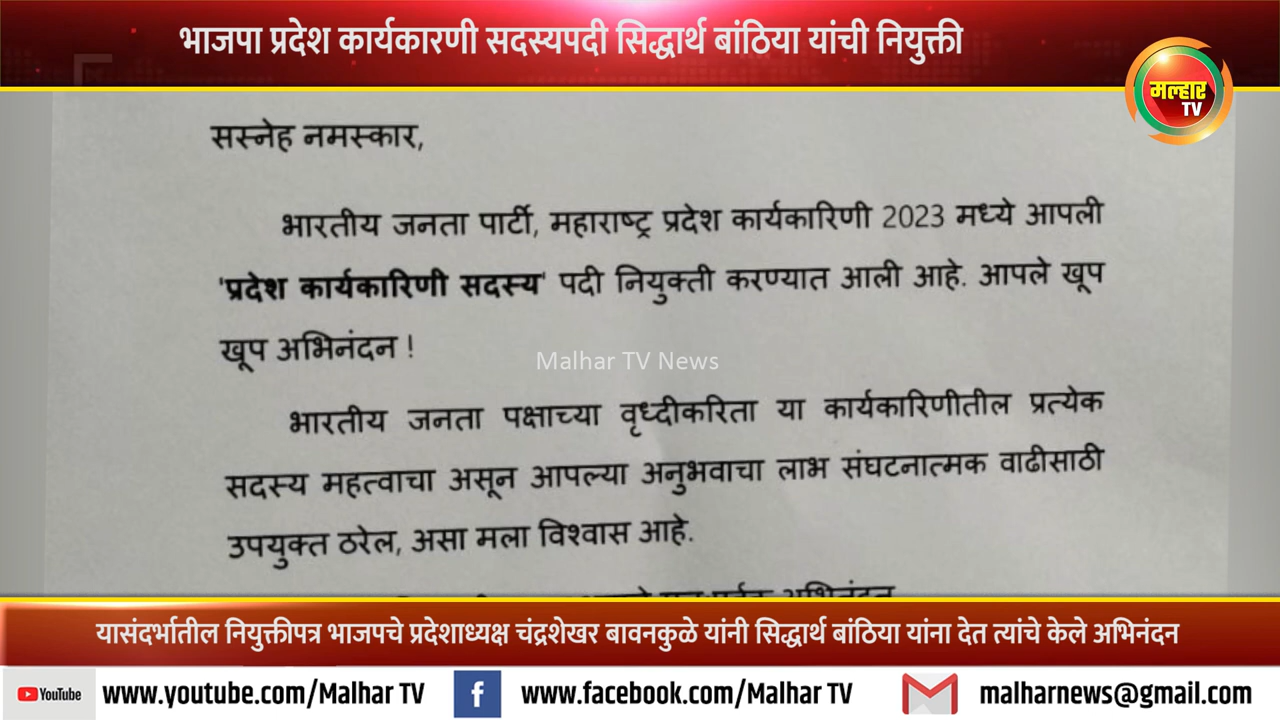 भाजपा प्रदेश कार्यकारणी सदस्यपदी सिद्धार्थ बांठिया यांची नियुक्ती
मल्हार
TV
सस्नेह नमस्कार,
भारतीय जनता पार्टी, महाराष्ट्र प्रदेश कार्यकारिणी 2023 मध्ये आपली
'प्रदेश कार्यकारिणी सदस्य' पदी नियुक्ती करण्यात आली आहे. आपले खूप
खूप अभिनंदन !
Malhar TV News
भारतीय जनता पक्षाच्या वृध्दीकरिता या कार्यकारिणीतील प्रत्येक
सदस्य महत्वाचा असून आपल्या अनुभवाचा लाभ संघटनात्मक वाढीसाठी
उपयुक्त ठरेल, असा मला विश्वास आहे.
यासंदर्भातील नियुक्तीपत्र भाजपचे प्रदेशाध्यक्ष चंद्रशेखर बावनकुळे यांनी सिद्धार्थ बांठिया यांना देत त्यांचे केले अभिनंदन
YouTube www.youtube.com/Malhar TV f www.facebook.com/Malhar TV malharnews@gmail.com